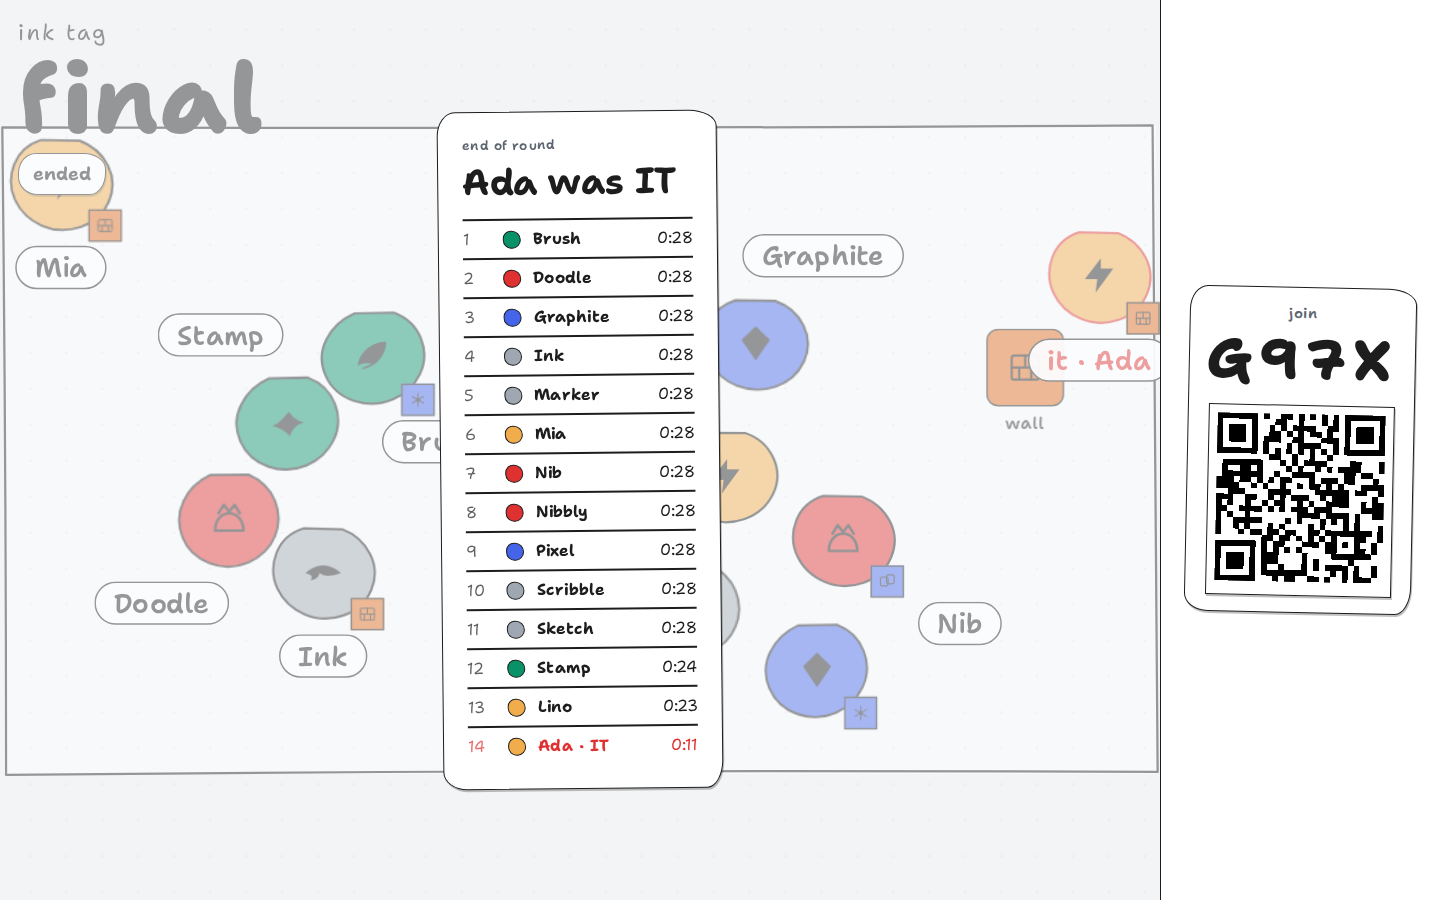 ink tag
final
ended
Mia
Stamp
Doodle
Ink
end of round
Ada was IT
1 Brush 0:28
2 Doodle 0:28
3 Graphite 0:28
4 Ink 0:28
5 Marker 0:28
6 Mia 0:28
7 Nib 0:28
8 Nibbly 0:28
9 Pixel 0:28
10 Scribble 0:28
11 Sketch 0:28
12 Stamp 0:24
13 Lino 0:23
14 Ada · IT 0:11
Graphite
it · Ada
wall
Nib
join
G97X